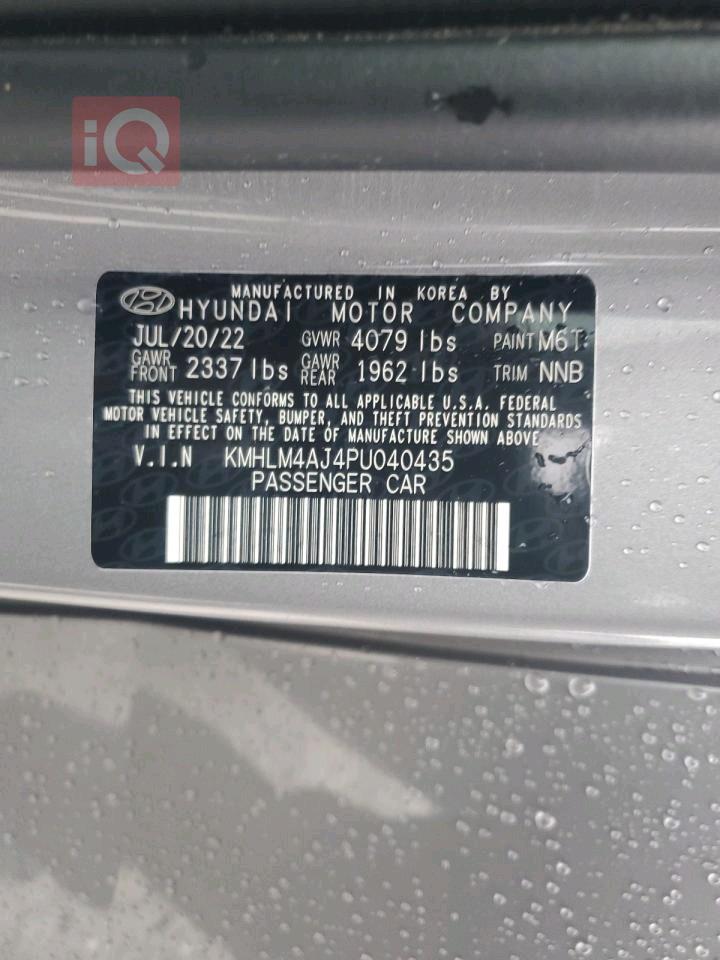 iQ
MANUFACTURED IN KOREA BY
HYUNDAI MOTOR COMPANY
JUL/20/22 GVWR 4079 lbs PAINT M6T
GAWR FRONT 2337 lbs GAWR REAR 1962 lbs TRIM NNB
THIS VEHICLE CONFORMS TO ALL APPLICABLE U.S.A. FEDERAL
MOTOR VEHICLE SAFETY, BUMPER, AND THEFT PREVENTION STANDARDS
IN EFFECT ON THE DATE OF MANUFACTURE SHOWN ABOVE
V.I.N KMHLM4AJ4PU040435
PASSENGER CAR